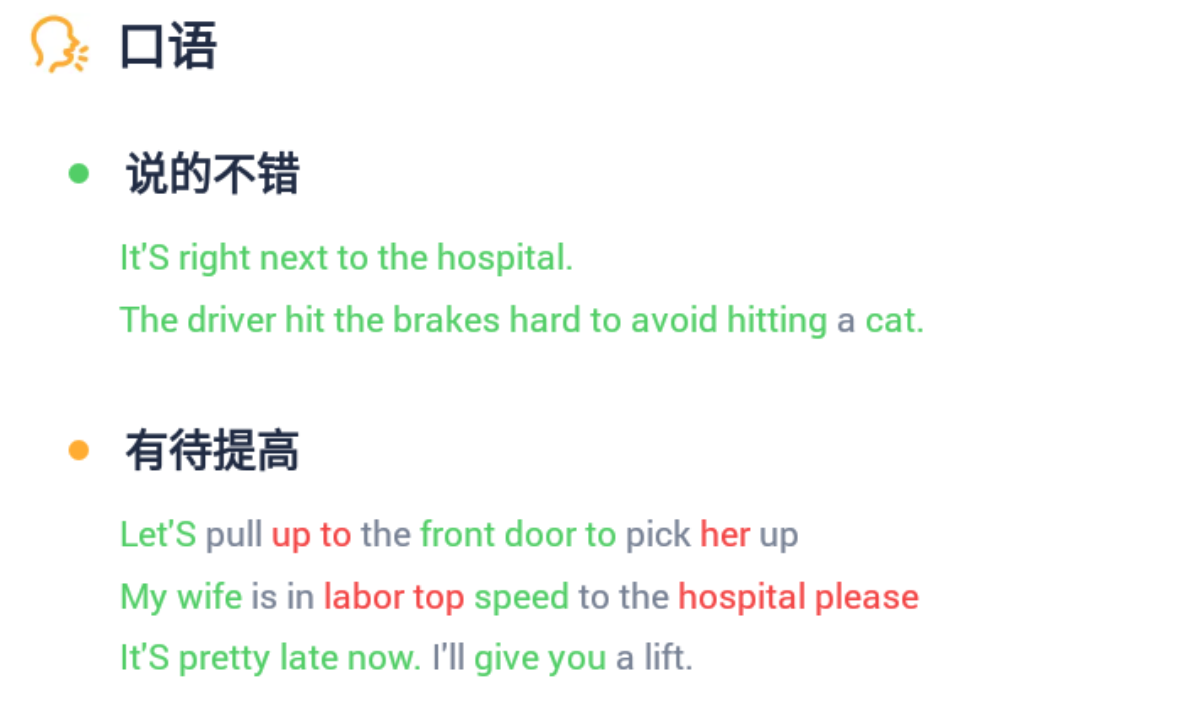 口语
说的不错
It'S right next to the hospital.
The driver hit the brakes hard to avoid hitting a cat.
有待提高
Let'S pull up to the front door to pick her up
My wife is in labor top speed to the hospital please
It'S pretty late now. I'll give you a lift.